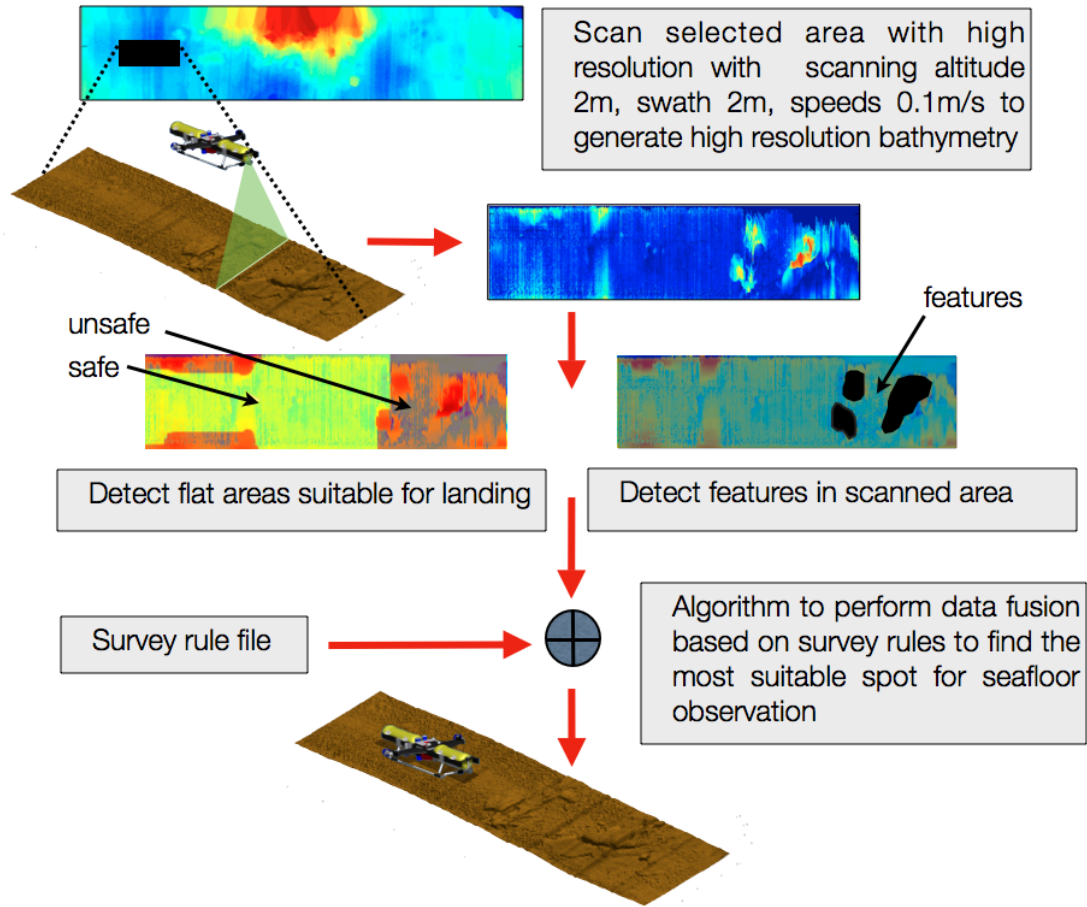 Scan selected area with high
resolution with scanning altitude
2m, swath 2m, speeds 0.1m/s to
generate high resolution bathymetry
features
unsafe
safe
Detect flat areas suitable for landing
Detect features in scanned area
Survey rule file
Algorithm to perform data fusion
based on survey rules to find the
most suitable spot for seafloor
observation